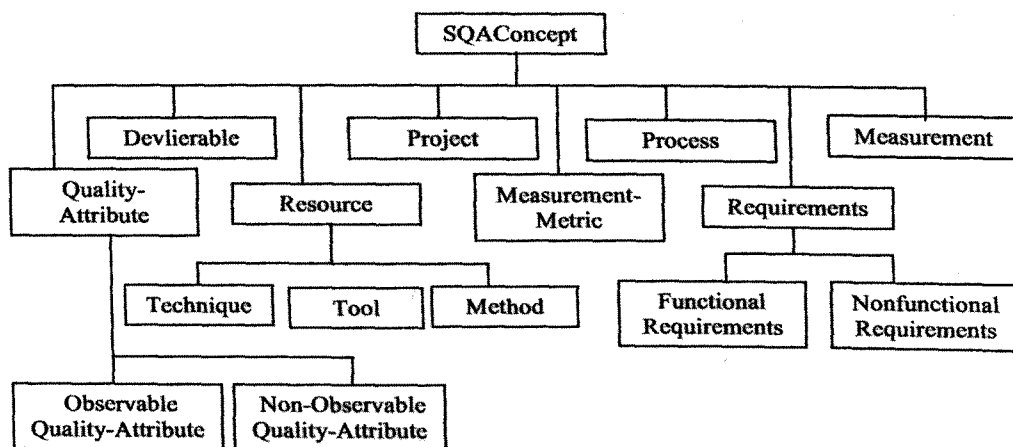 SQAConcept
Devlierable
Project
Process
Measurement
Quality-
Attribute
Resource
Measurement-
Metric
Requirements
Technique
Tool
Method
Functional
Requirements
Nonfunctional
Requirements
Observable
Quality-Attribute
Non-Observable
Quality-Attribute